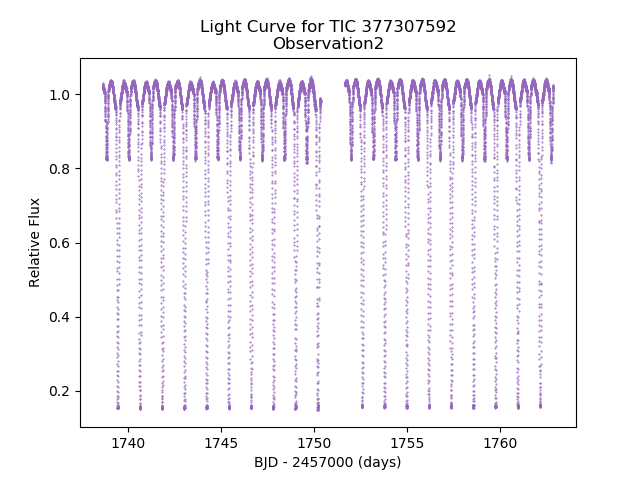 Light Curve for TIC 377307592
Observation2
Relative Flux
1.0
0.8
0.6
0.4
0.2
1740
1745
1750
1755
1760
BJD - 2457000 (days)